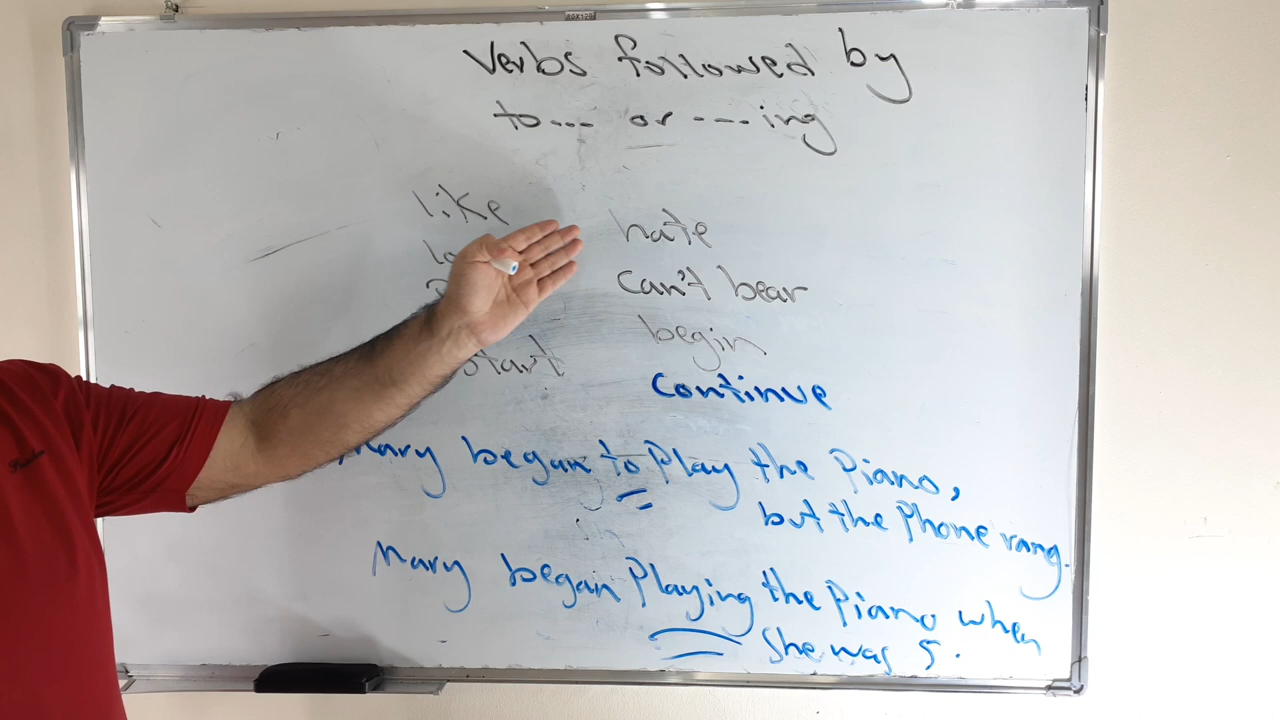 Verbs followed by
to... or ---.ing
like
hate
can't bear
begin
start
continue
Mary began to Play the Piano,
but the Phone rang.
Mary began Playing the Piano when
She was 5.